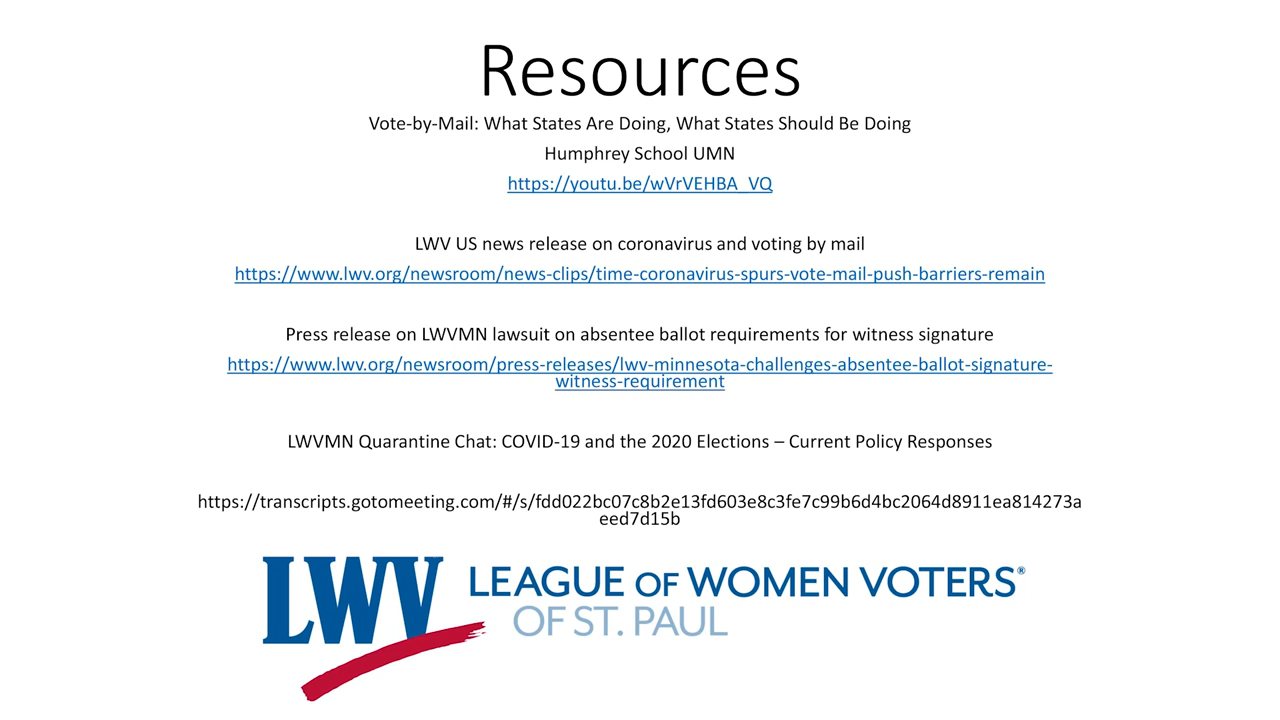 Resources
Vote-by-Mail: What States Are Doing, What States Should Be Doing
Humphrey School UMN
https://youtu.be/wVrVEHBA_VQ
LWV US news release on coronavirus and voting by mail
https://www.lwv.org/newsroom/news-clips/time-coronavirus-spurs-vote-mail-push-barriers-remain
Press release on LWVMN lawsuit on absentee ballot requirements for witness signature
https://www.lwv.org/newsroom/press-releases/lwv-minnesota-challenges-absentee-ballot-signature-
witness-requirement
LWVMN Quarantine Chat: COVID-19 and the 2020 Elections – Current Policy Responses
https://transcripts.gotomeeting.com/#/s/fdd022bc07c8b2e13fd603e8c3fe7c99b6d4bc2064d8911ea814273a
eed7d15b
LWV LEAGUE OF WOMEN VOTERS®
OF ST. PAUL